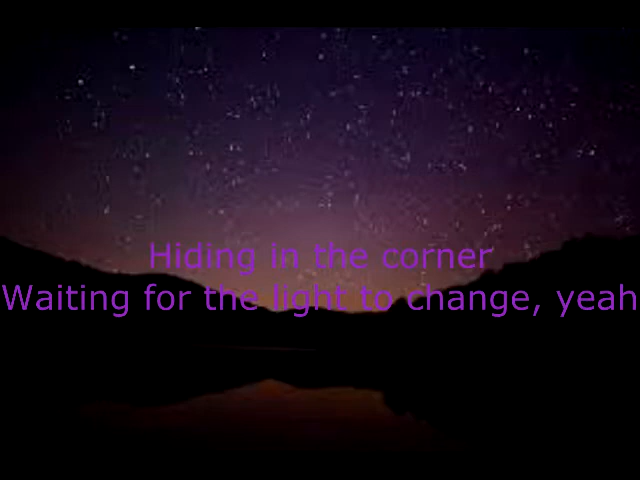 Hiding in the corner
Waiting for the light to change, yeah